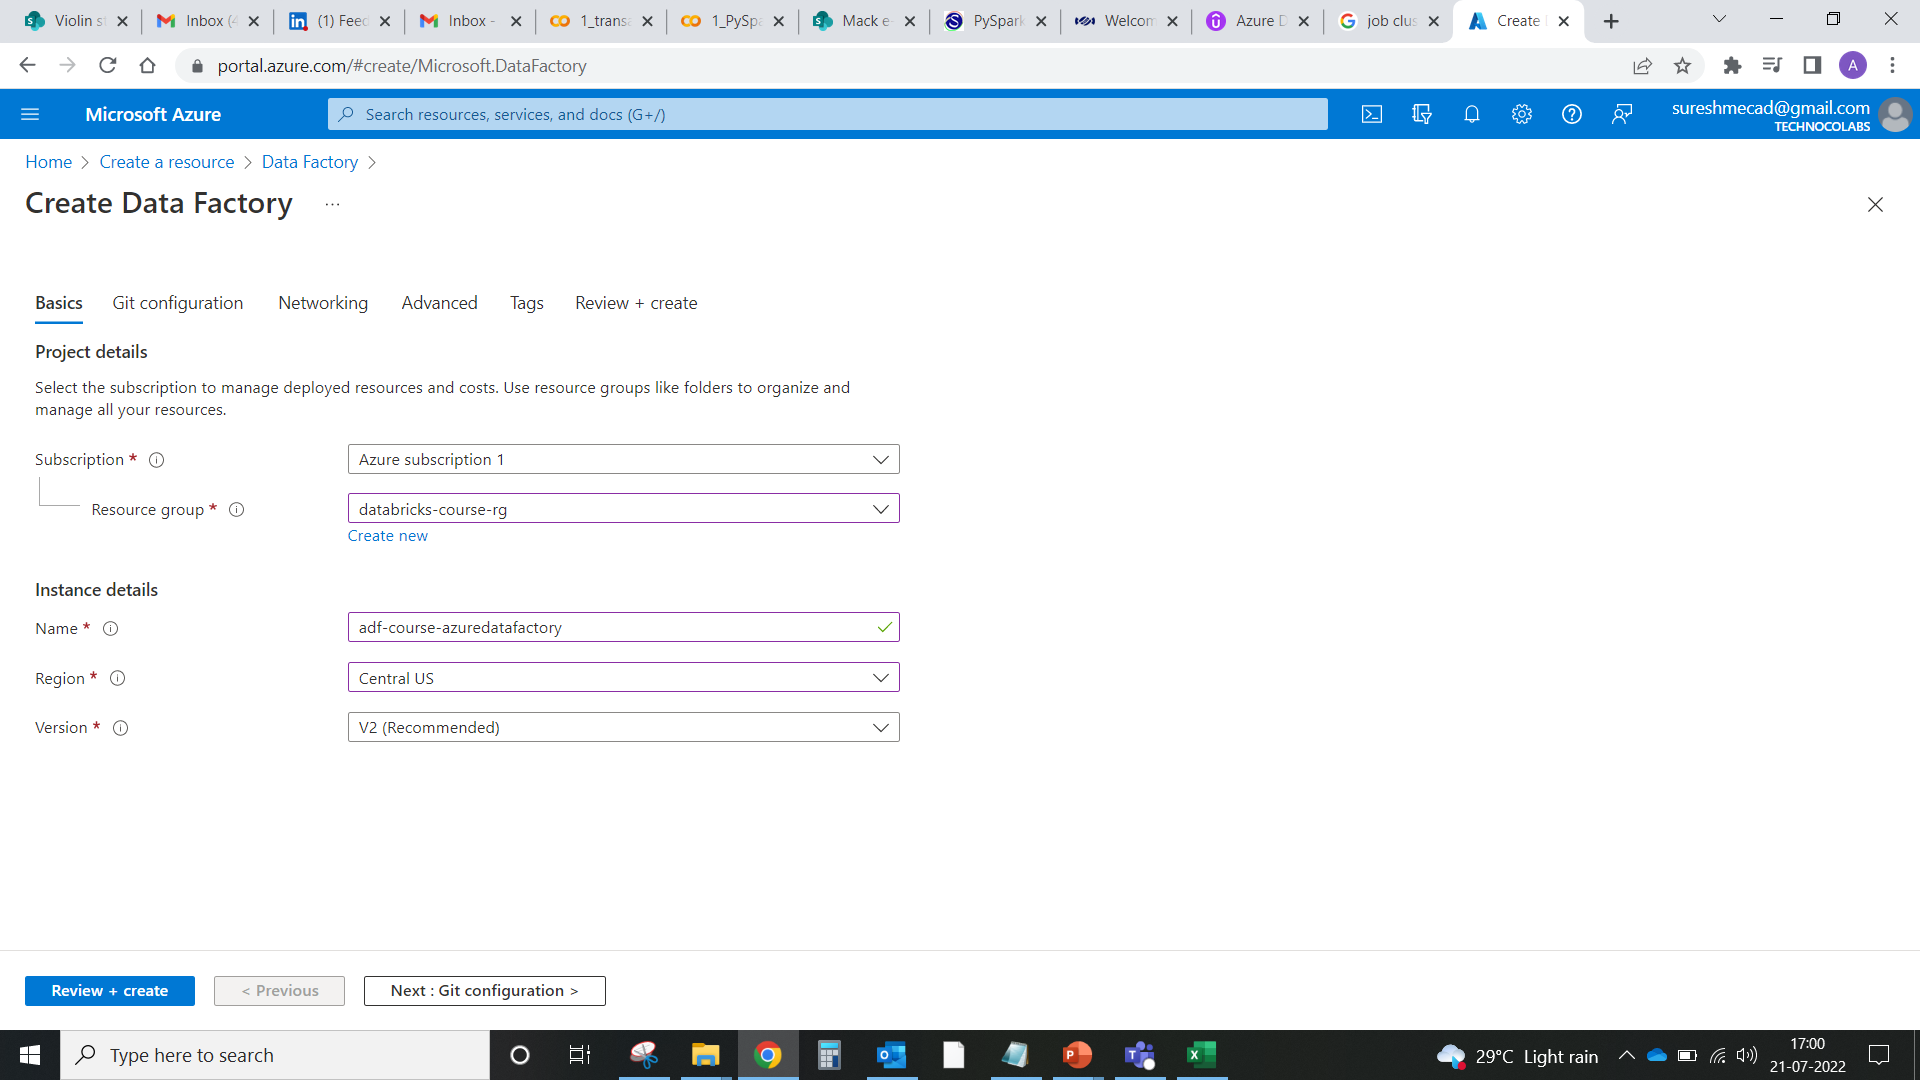 Violin s
Inbox (4
(1) Feed
Inbox -
1_transa
1_PySpa
Mack e-
PySpark
Welcom
Azure D
job clus
Create
portal.azure.com/#create/Microsoft.DataFactory
A
Microsoft Azure
Search resources, services, and docs (G+/)
sureshmecad@gmail.com
TECHNOCOLABS
Home > Create a resource > Data Factory >
Create Data Factory ...
Basics
Git configuration
Networking
Advanced
Tags
Review + create
Project details
Select the subscription to manage deployed resources and costs. Use resource groups like folders to organize and
manage all your resources.
Subscription *
Azure subscription 1
Resource group *
databricks-course-rg
Create new
Instance details
Name *
adf-course-azuredatafactory
Region *
Central US
Version *
V2 (Recommended)
Review + create
< Previous
Next : Git configuration >
Type here to search
29°C Light rain
17:00
21-07-2022